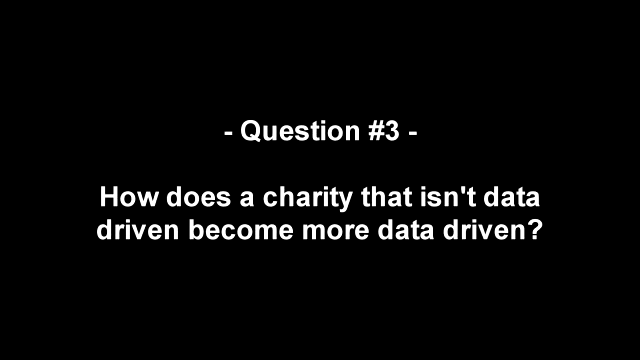 - Question #3 -
How does a charity that isn't data
driven become more data driven?